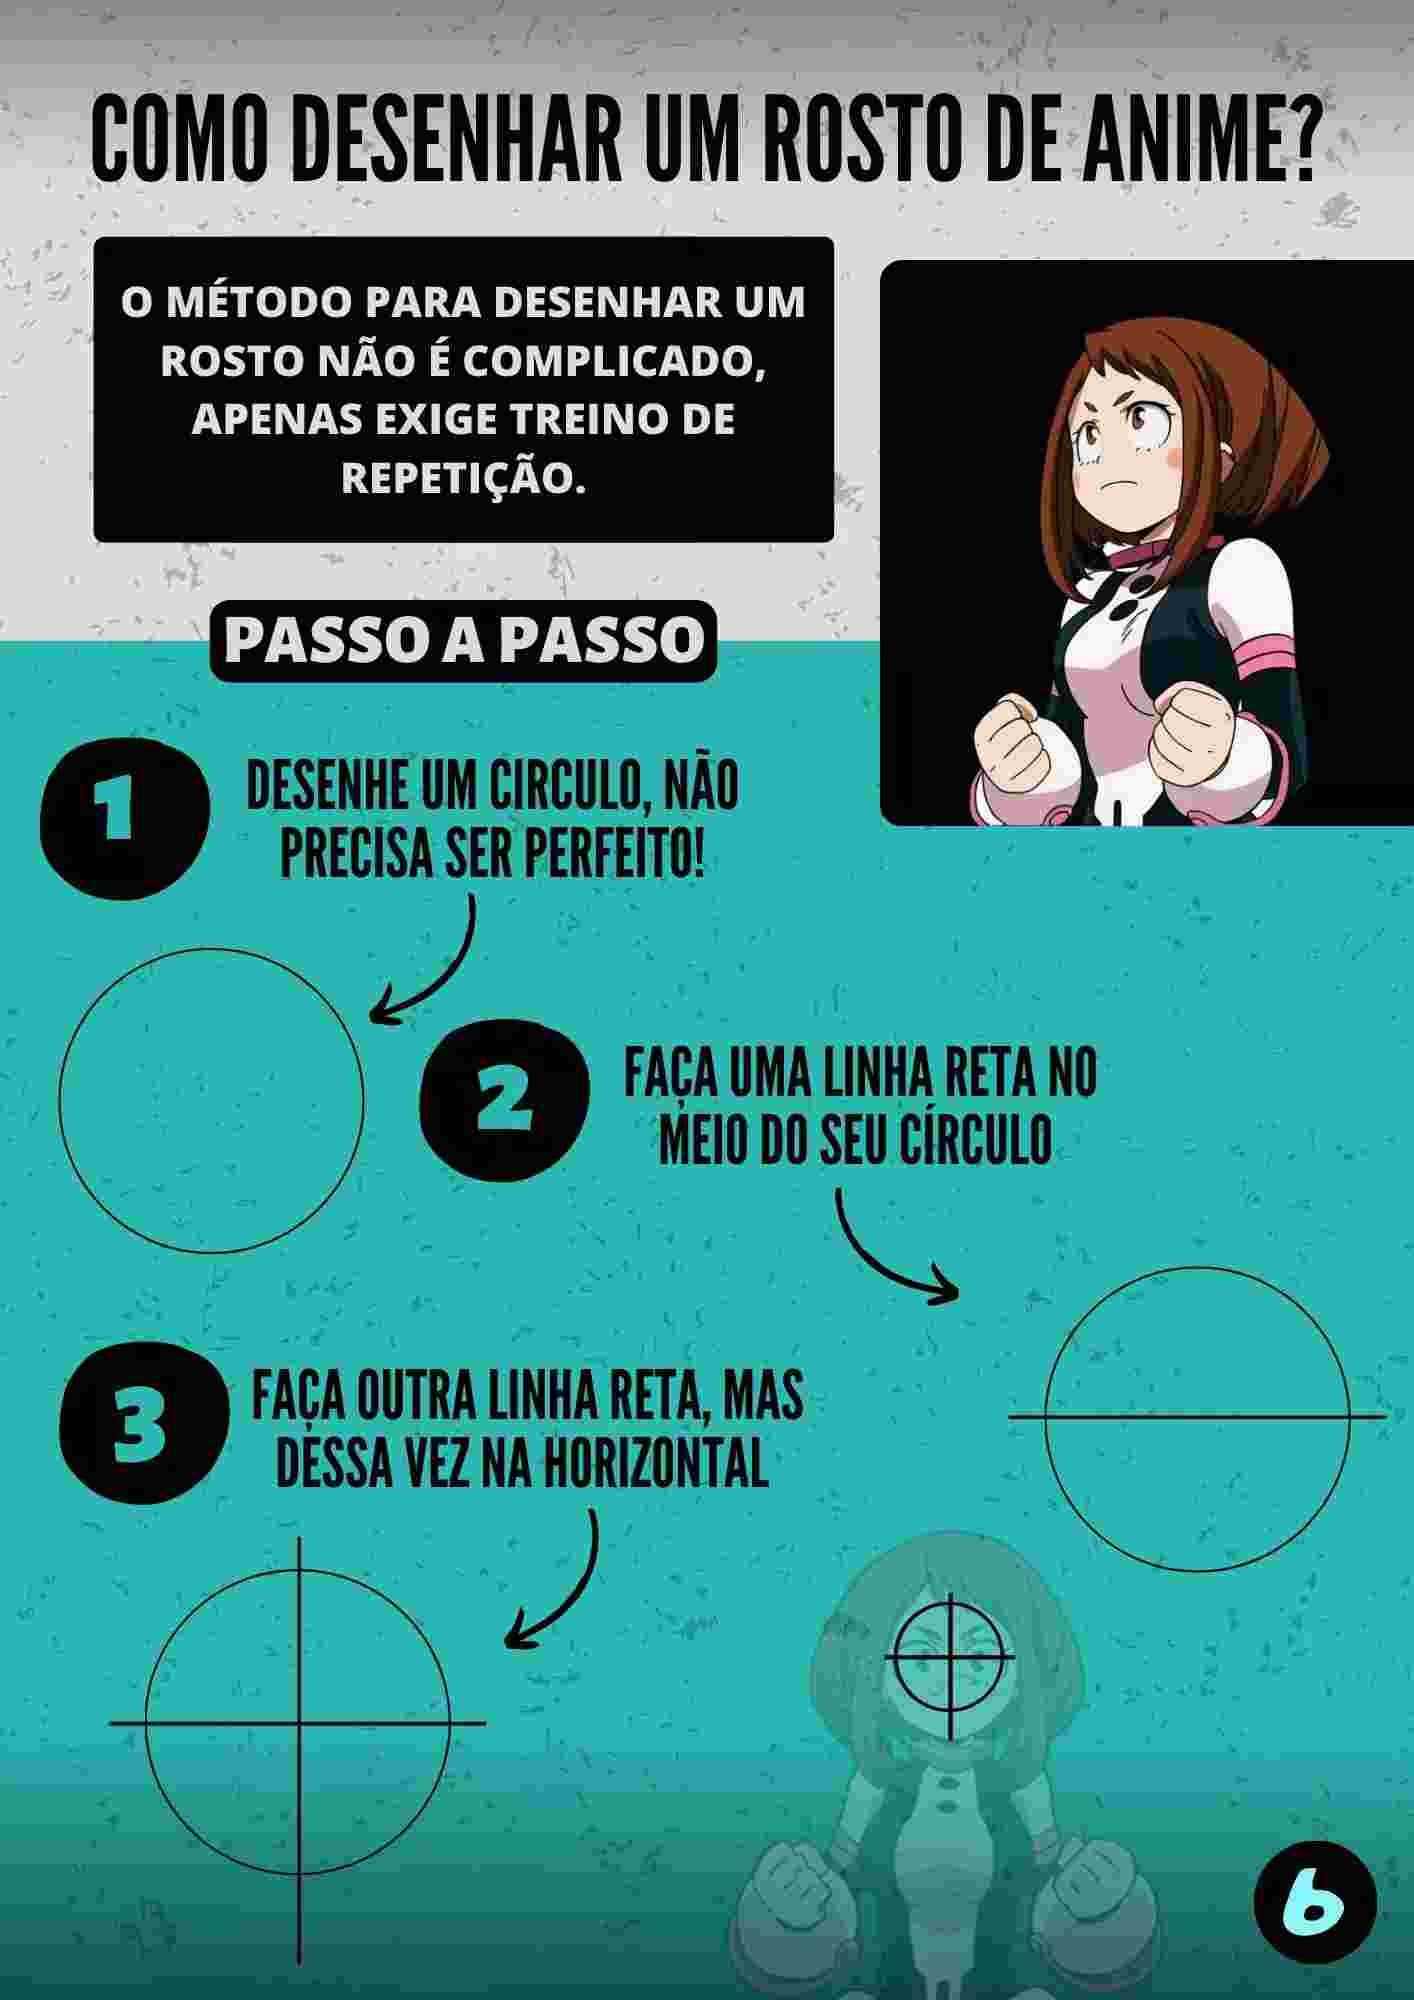 COMO DESENHAR UM ROSTO DE ANIME?
O MÉTODO PARA DESENHAR UM
ROSTO NÃO É COMPLICADO,
APENAS EXIGE TREINO DE
REPETIÇÃO.
PASSO A PASSO
1
DESENHE UM CIRCULO, NÃO
PRECISA SER PERFEITO!
2
FAÇA UMA LINHA RETA NO
MEIO DO SEU CÍRCULO
3
FAÇA OUTRA LINHA RETA, MAS
DESSA VEZ NA HORIZONTAL
6